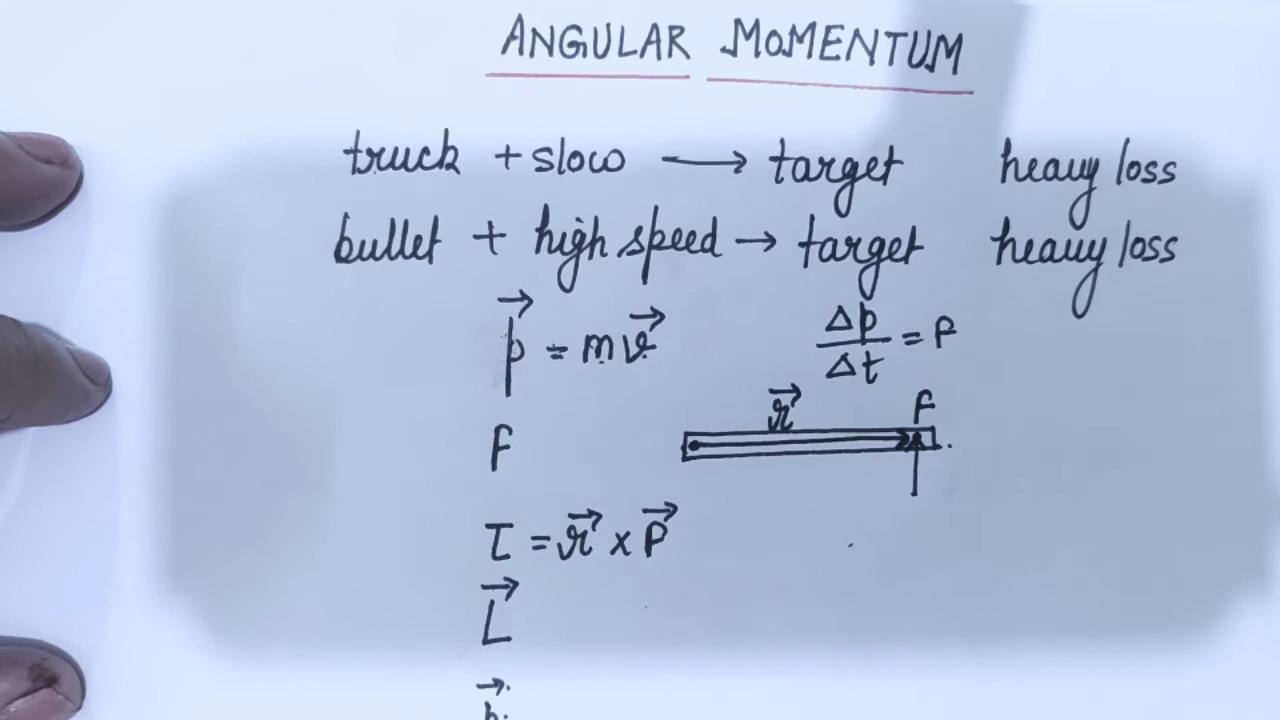 ANGULAR MOMENTUM
truck + slow → target heavy loss
bullet + high speed → target heavy loss
p⃗ = mv⃗ Δp/Δt = F
r⃗ F
F
τ = r⃗ × P⃗
L⃗